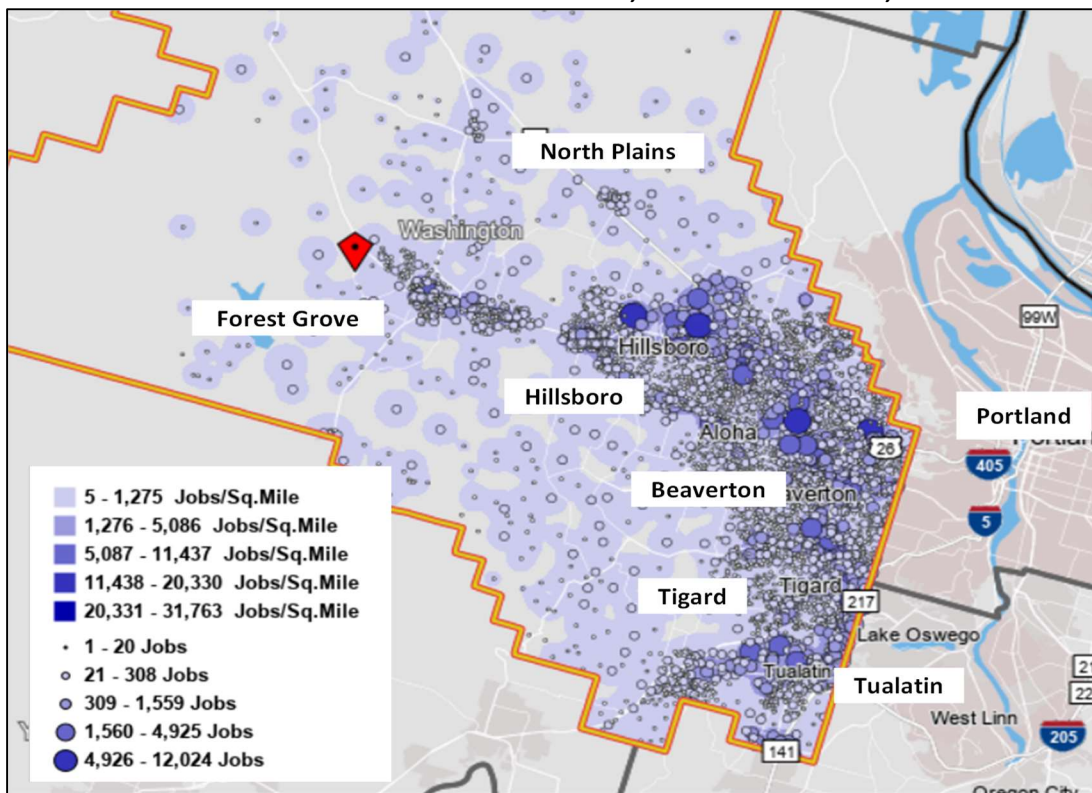 North Plains
Washington
Forest Grove
99W
Hillsboro
Hillsboro
Portland
Aloha
26
405
Beaverton
5
Tigard
Tigard
217
Lake Oswego
Tualatin
Tualatin
West Linn
205
141
Oregon City
5 - 1,275 Jobs/Sq.Mile
1,276 - 5,086 Jobs/Sq.Mile
5,087 - 11,437 Jobs/Sq.Mile
11,438 - 20,330 Jobs/Sq.Mile
20,331 - 31,763 Jobs/Sq.Mile
1 - 20 Jobs
21 - 308 Jobs
309 - 1,559 Jobs
1,560 - 4,925 Jobs
4,926 - 12,024 Jobs